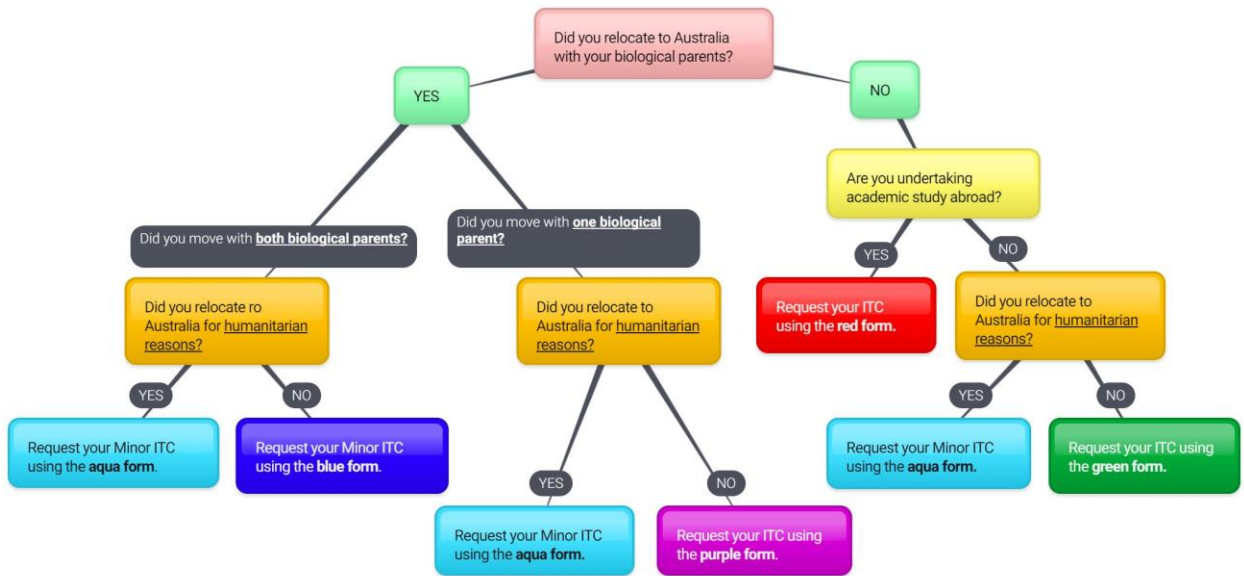 Did you relocate to Australia
with your biological parents?
YES
NO
Are you undertaking
academic study abroad?
Did you move with both biological parents?
Did you move with one biological
parent?
YES
NO
Did you relocate ro
Australia for humanitarian
reasons?
Did you relocate to
Australia for humanitarian
reasons?
Request your ITC
using the red form.
Did you relocate to
Australia for humanitarian
reasons?
YES
NO
YES
NO
Request your Minor ITC
using the aqua form.
Request your Minor ITC
using the blue form.
Request your Minor ITC
using the aqua form.
Request your ITC using
the green form.
YES
NO
Request your Minor ITC
using the aqua form.
Request your ITC using
the purple form.